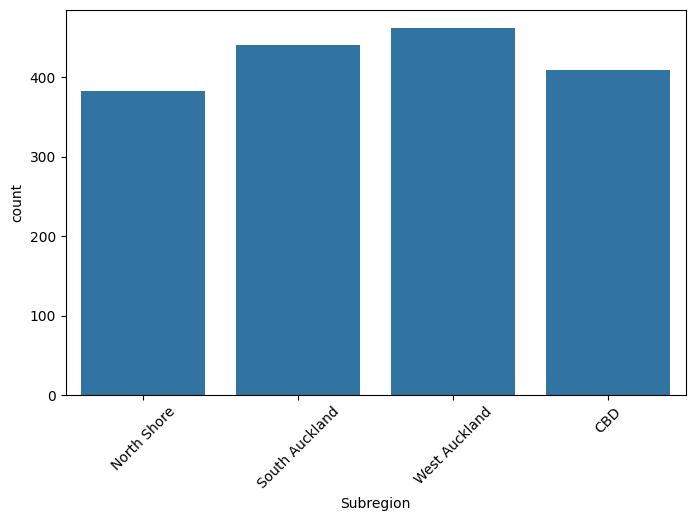 400
300
200
100
0
count
North Shore
South Auckland
West Auckland
CBD
Subregion